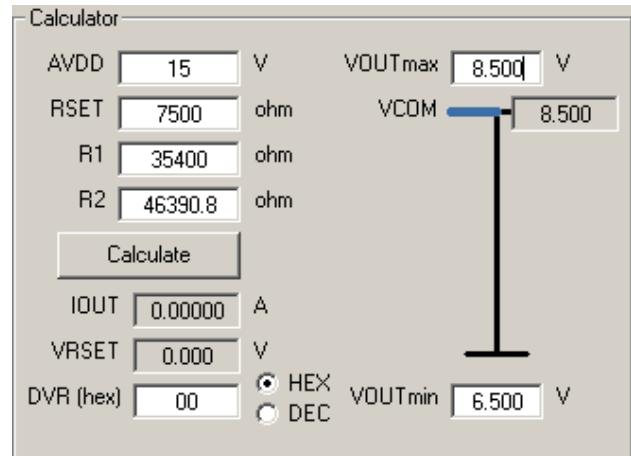 Calculator
AVDD 15 V VOUTmax 8.500 V
RSET 7500 ohm VCOM 8.500
R1 35400 ohm
R2 46390.8 ohm
Calculate
IOUT 0.00000 A
VRSET 0.000 V
DVR (hex) 00 HEX VOUTmin 6.500 V
DEC